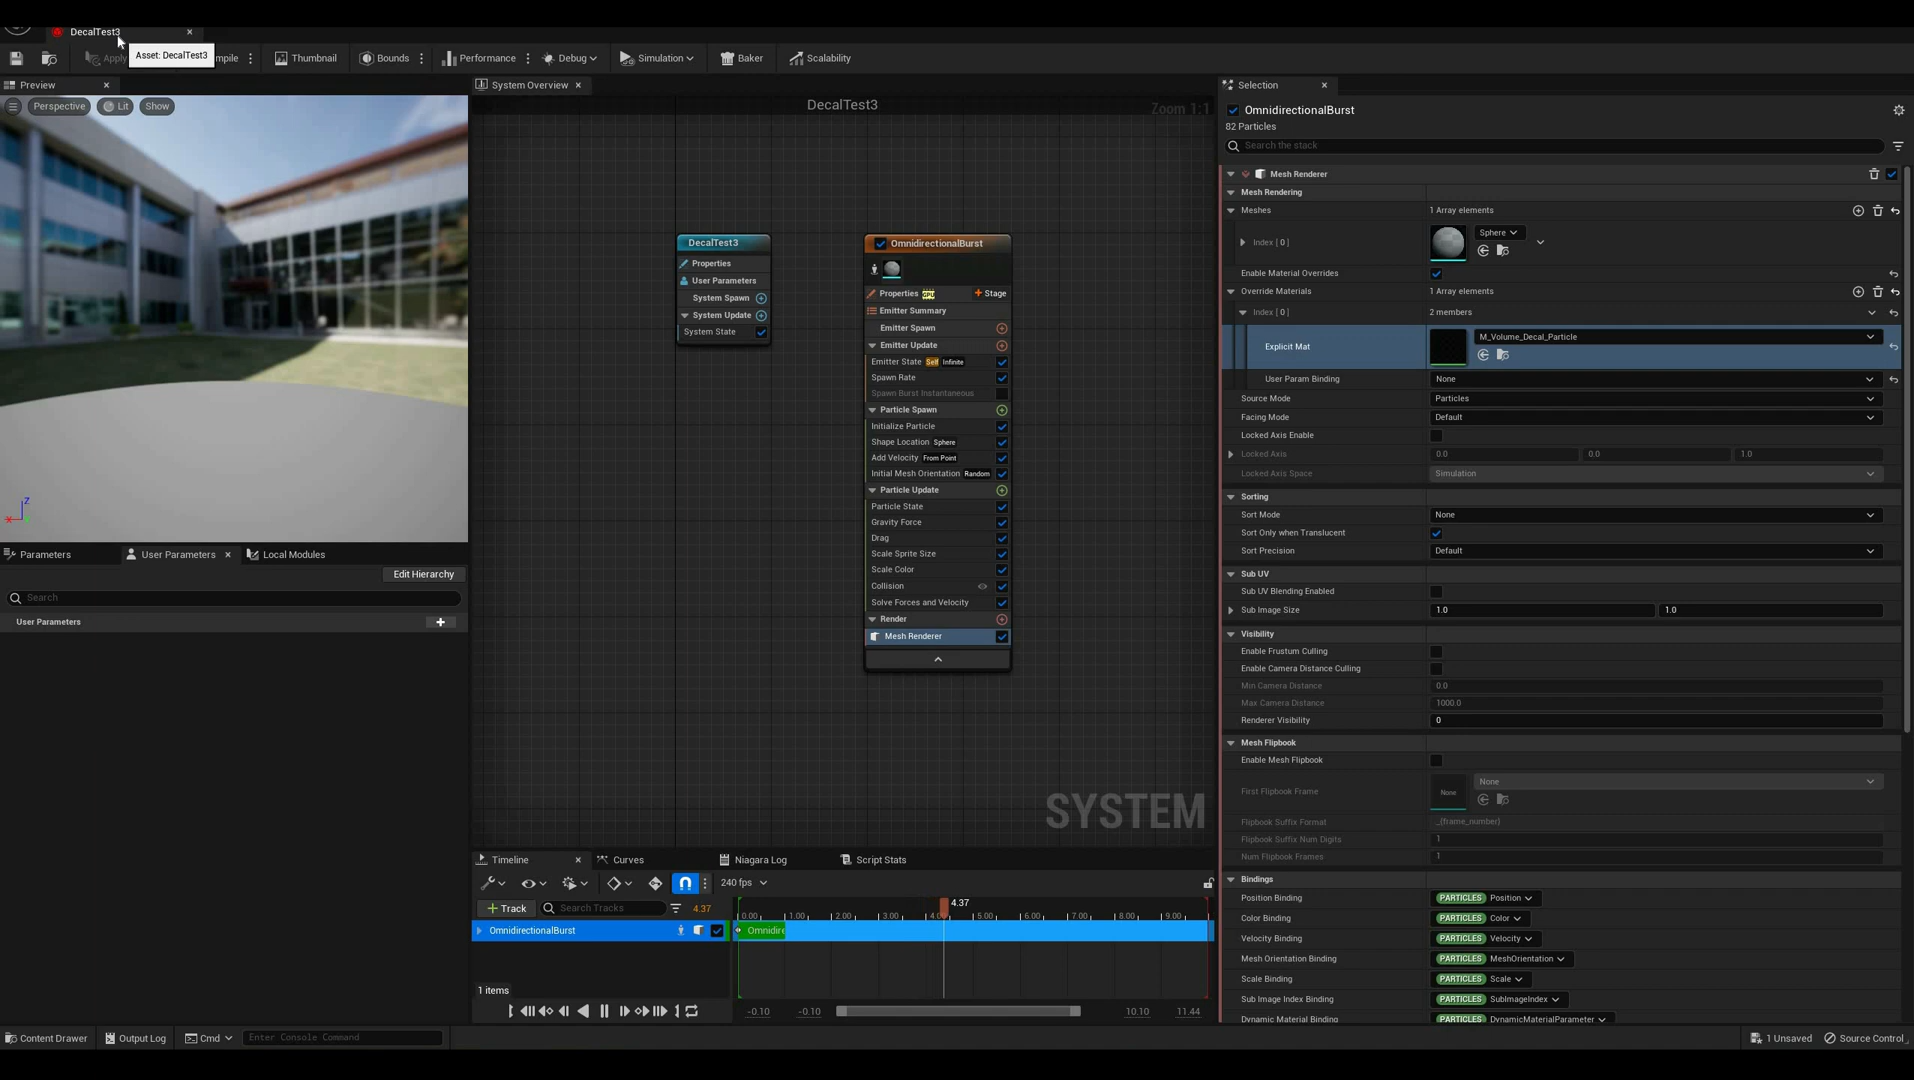 DecalTest3
Asset: DecalTest3
Apply
mpile
Thumbnail
Bounds
Performance
Debug
Simulation
Baker
Scalability
Preview
Perspective
Lit
Show
Z
X
System Overview
DecalTest3
Zoom 1:1
DecalTest3
Properties
User Parameters
System Spawn
System Update
System State
OmnidirectionalBurst
Properties GPU
Stage
Emitter Summary
Emitter Spawn
Emitter Update
Emitter State Self Infinite
Spawn Rate
Spawn Burst Instantaneous
Particle Spawn
Initialize Particle
Shape Location Sphere
Add Velocity From Point
Initial Mesh Orientation Random
Particle Update
Particle State
Gravity Force
Drag
Scale Sprite Size
Scale Color
Collision
Solve Forces and Velocity
Render
Mesh Renderer
SYSTEM
Parameters
User Parameters
Local Modules
Edit Hierarchy
Search
User Parameters
Timeline
Curves
Niagara Log
Script Stats
240 fps
+ Track
Search Tracks
4.37
4.37
0.00 1.00 2.00 3.00 4.0 5.00 6.00 7.00 8.00 9.00
OmnidirectionalBurst
Omnidire
1 items
-0.10
-0.10
10.10
11.44
Selection
OmnidirectionalBurst
82 Particles
Search the stack
Mesh Renderer
Mesh Rendering
Meshes
1 Array elements
Index [ 0 ]
Sphere
Enable Material Overrides
Override Materials
1 Array elements
Index [ 0 ]
2 members
Explicit Mat
M_Volume_Decal_Particle
User Param Binding
None
Source Mode
Particles
Facing Mode
Default
Locked Axis Enable
Locked Axis
0.0
0.0
1.0
Locked Axis Space
Simulation
Sorting
Sort Mode
None
Sort Only when Translucent
Sort Precision
Default
Sub UV
Sub UV Blending Enabled
Sub Image Size
1.0
1.0
Visibility
Enable Frustum Culling
Enable Camera Distance Culling
Min Camera Distance
0.0
Max Camera Distance
1000.0
Renderer Visibility
0
Mesh Flipbook
Enable Mesh Flipbook
First Flipbook Frame
None
None
Flipbook Suffix Format
_{frame_number}
Flipbook Suffix Num Digits
1
Num Flipbook Frames
1
Bindings
Position Binding
PARTICLES Position
Color Binding
PARTICLES Color
Velocity Binding
PARTICLES Velocity
Mesh Orientation Binding
PARTICLES MeshOrientation
Scale Binding
PARTICLES Scale
Sub Image Index Binding
PARTICLES SubImageIndex
Dynamic Material Binding
PARTICLES DynamicMaterialParameter
Content Drawer
Output Log
Cmd
Enter Console Command
1 Unsaved
Source Control